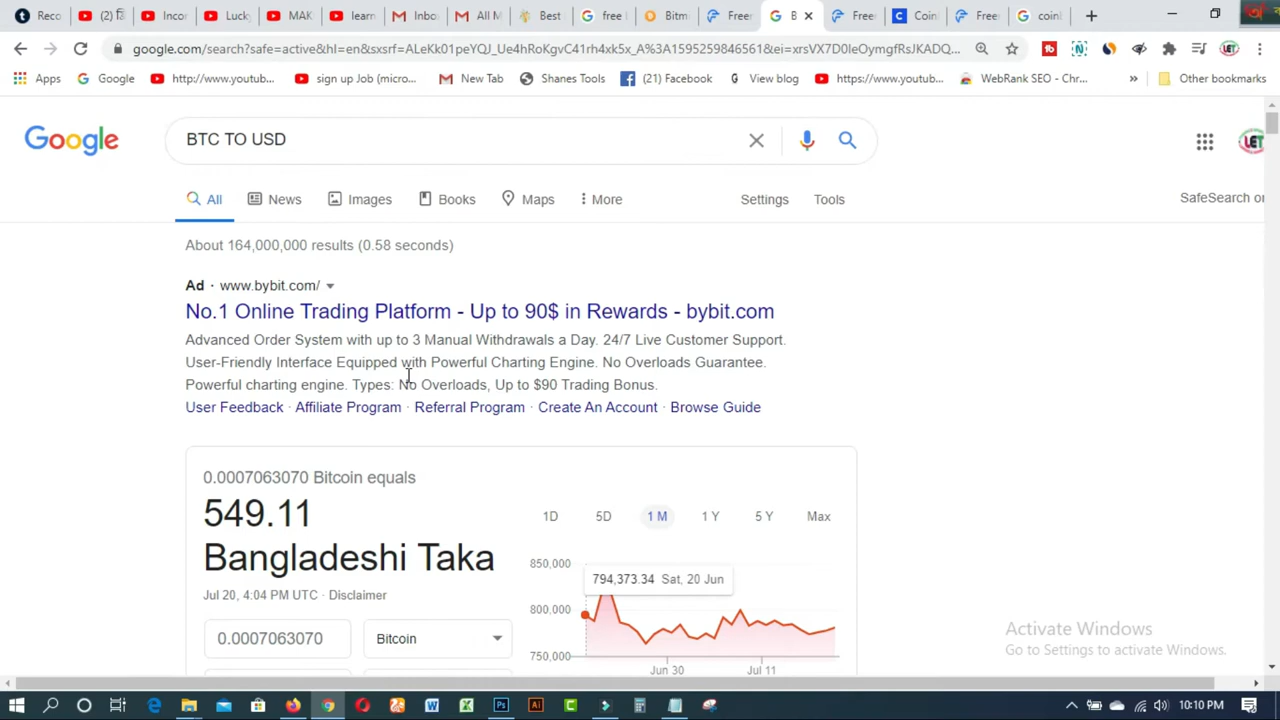 Reco
(2) हि
Incor
Luck
MAK
learn
Inbo
All M
Best
free l
Bitm
Freer
B
Free
Coin
Free
coinl
google.com/search?safe=active&hl=en&sxsrf=ALeKk01peYQJ_Ue4hRoKgvC41rh4xk5x_A%3A1595259846561&ei=xrsVX7D0IeOymgfRsJKADQ...
Apps
Google
http://www.youtub...
sign up Job (micro...
New Tab
Shanes Tools
(21) Facebook
View blog
https://www.youtub...
WebRank SEO - Chr...
»
Other bookmarks
Google
BTC TO USD
LET
All
News
Images
Books
Maps
More
Settings
Tools
SafeSearch or
About 164,000,000 results (0.58 seconds)
Ad · www.bybit.com/
No.1 Online Trading Platform - Up to 90$ in Rewards - bybit.com
Advanced Order System with up to 3 Manual Withdrawals a Day. 24/7 Live Customer Support.
User-Friendly Interface Equipped with Powerful Charting Engine. No Overloads Guarantee.
Powerful charting engine. Types: No Overloads, Up to $90 Trading Bonus.
User Feedback · Affiliate Program · Referral Program · Create An Account · Browse Guide
0.0007063070 Bitcoin equals
549.11
Bangladeshi Taka
Jul 20, 4:04 PM UTC · Disclaimer
0.0007063070
Bitcoin
1D
5D
1 M
1 Y
5 Y
Max
850,000
794,373.34 Sat, 20 Jun
800,000
750,000
Jun 30
Jul 11
Activate Windows
Go to Settings to activate Windows.
10:10 PM